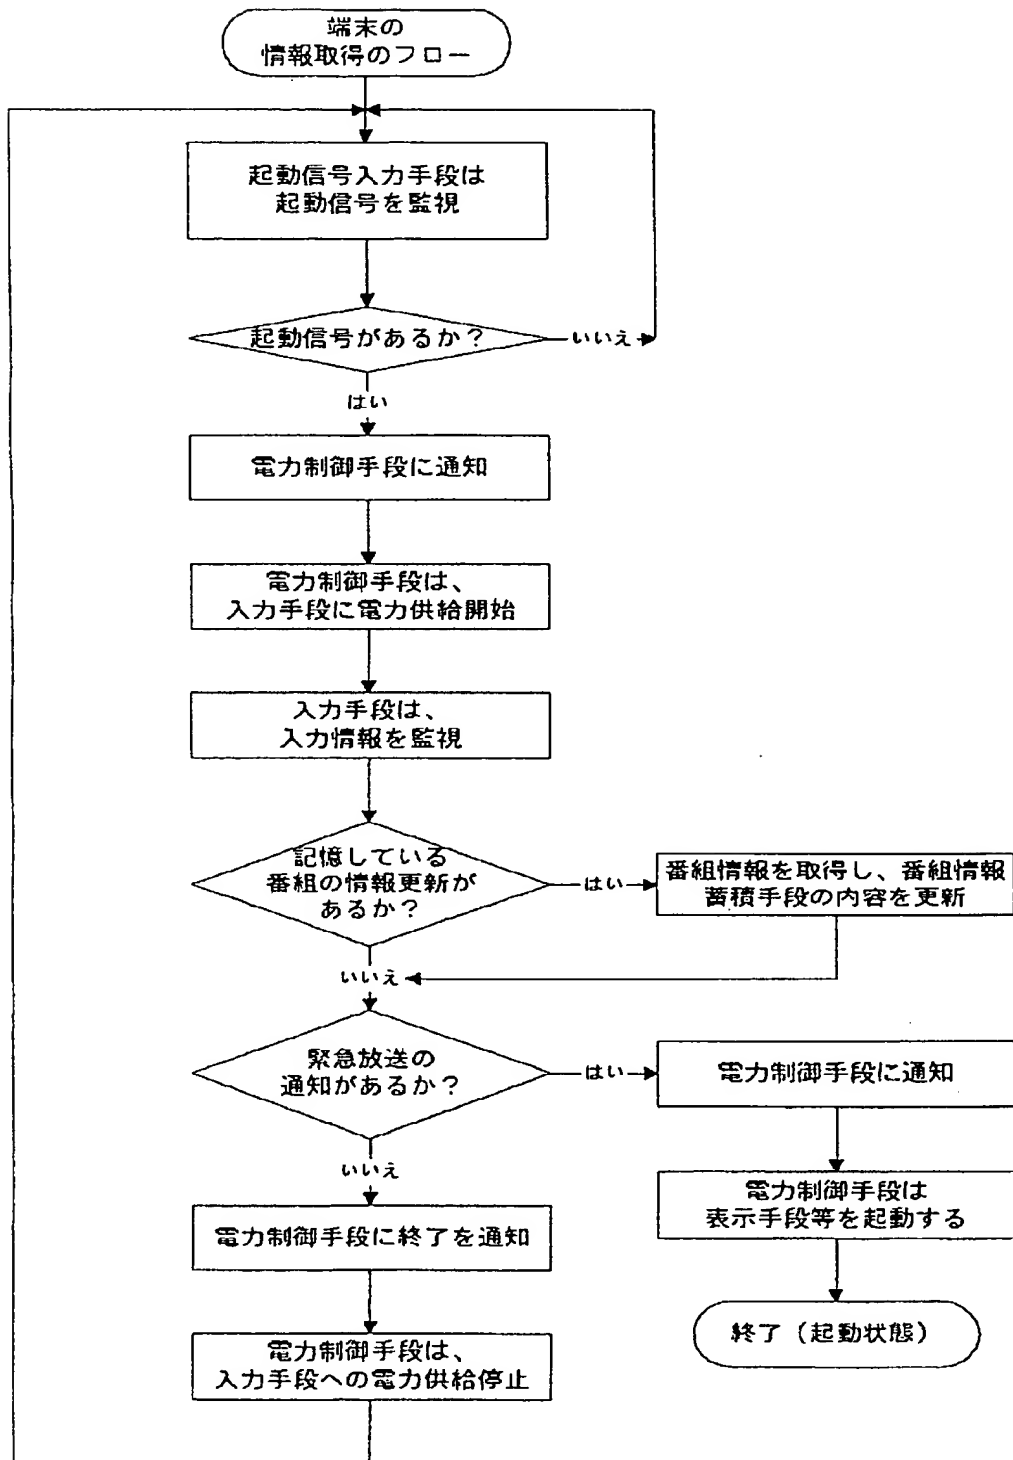 端末の
情報取得のフロー
起動信号入力手段は
起動信号を監視
起動信号があるか？
いいえ
はい
電力制御手段に通知
電力制御手段は、
入力手段に電力供給開始
入力手段は、
入力情報を監視
記憶している
番組の情報更新が
あるか？
はい
番組情報を取得し、番組情報
蓄積手段の内容を更新
いいえ
緊急放送の
通知があるか？
はい
電力制御手段に通知
いいえ
電力制御手段は
表示手段等を起動する
電力制御手段に終了を通知
終了（起動状態）
電力制御手段は、
入力手段への電力供給停止